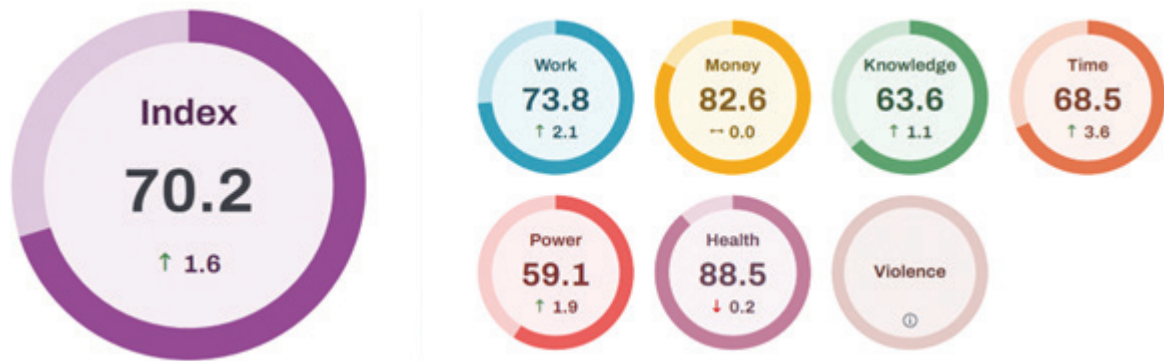 Index
70.2
↑ 1.6
Work
73.8
↑ 2.1
Money
82.6
↔ 0.0
Knowledge
63.6
↑ 1.1
Time
68.5
↑ 3.6
Power
59.1
↑ 1.9
Health
88.5
↓ 0.2
Violence